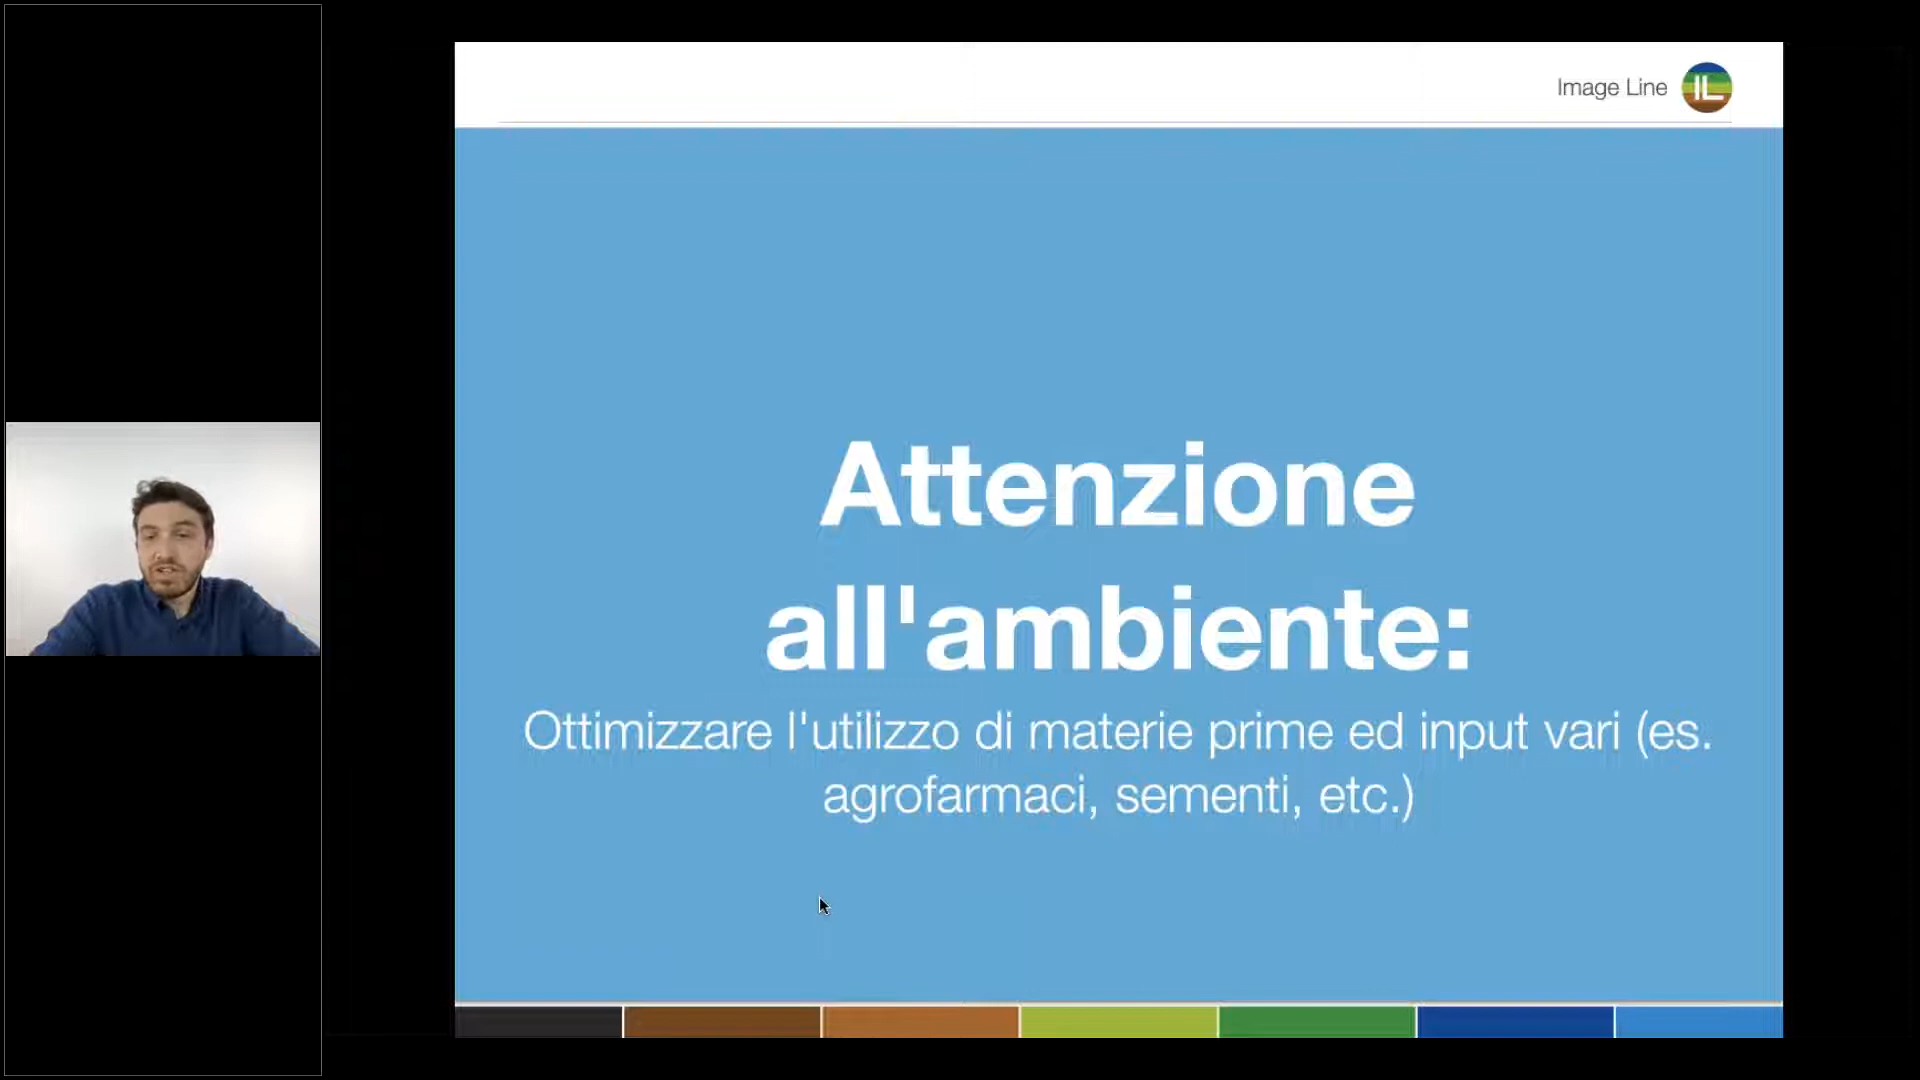 Image Line IL
Attenzione
all'ambiente:
Ottimizzare l'utilizzo di materie prime ed input vari (es.
agrofarmaci, sementi, etc.)